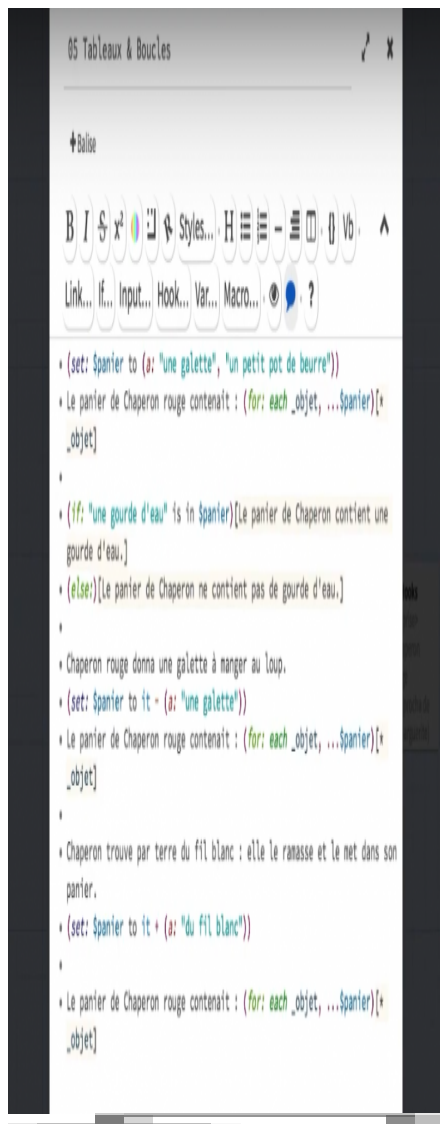 05 Tableaux & Boucles
Balise
B I S x² Styles... H Vb
Link... If... Input... Hook... Var... Macro... ?
(set: $panier to (a: "une galette", "un petit pot de beurre"))
Le panier de Chaperon rouge contenait : (for: each _objet, ...$panier)[*
_objet]
(if: "une gourde d'eau" is in $panier)[Le panier de Chaperon contient une
gourde d'eau.]
(else:)[Le panier de Chaperon ne contient pas de gourde d'eau.]
Chaperon rouge donna une galette à manger au loup.
(set: $panier to it - (a: "une galette"))
Le panier de Chaperon rouge contenait : (for: each _objet, ...$panier)[*
_objet]
Chaperon trouve par terre du fil blanc : elle le ramasse et le met dans son
panier.
(set: $panier to it + (a: "du fil blanc"))
Le panier de Chaperon rouge contenait : (for: each _objet, ...$panier)[*
_objet]